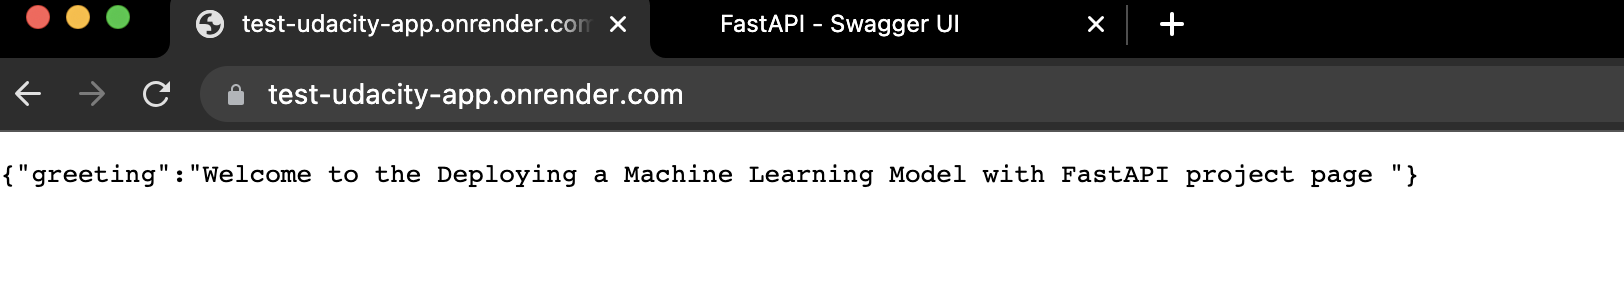 test-udacity-app.onrender.com
FastAPI - Swagger UI
test-udacity-app.onrender.com
{"greeting":"Welcome to the Deploying a Machine Learning Model with FastAPI project page "}